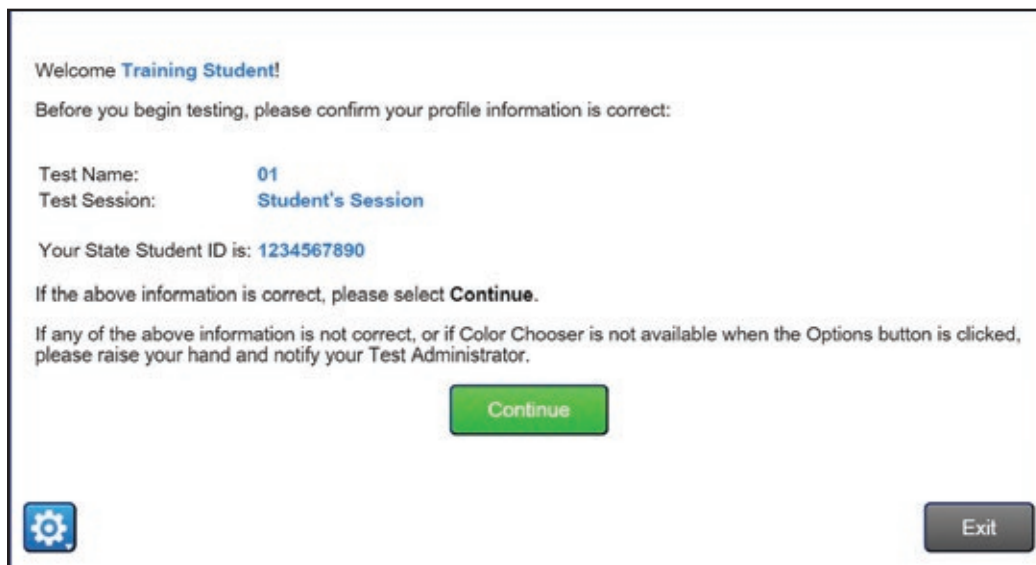 Welcome Training Student!
Before you begin testing, please confirm your profile information is correct:
Test Name: 01
Test Session: Student's Session
Your State Student ID is: 1234567890
If the above information is correct, please select Continue.
If any of the above information is not correct, or if Color Chooser is not available when the Options button is clicked,
please raise your hand and notify your Test Administrator.
Continue
Exit